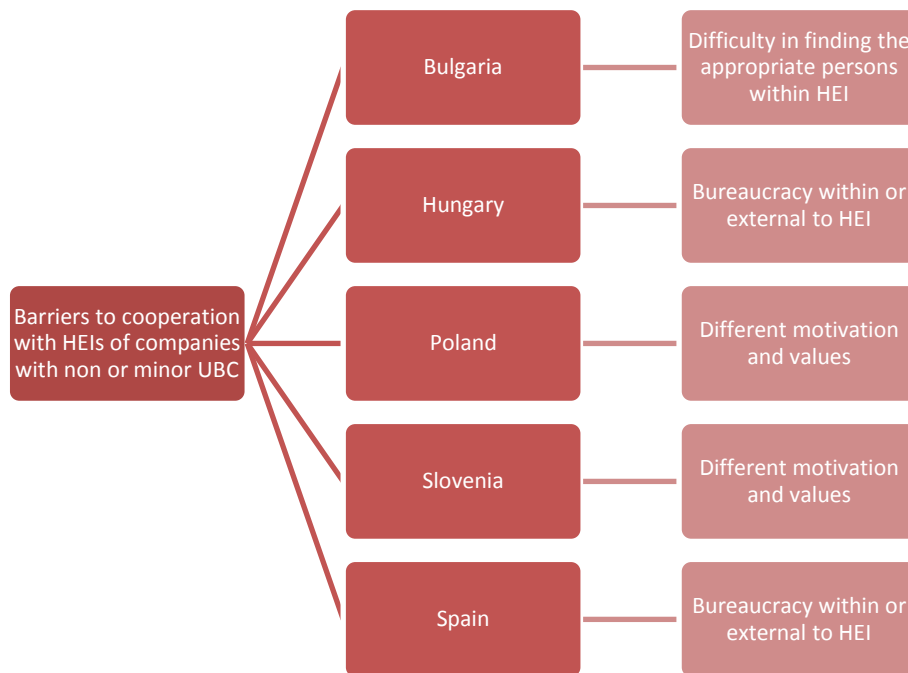 Barriers to cooperation
with HEIs of companies
with non or minor UBC
Bulgaria
Difficulty in finding the
appropriate persons
within HEI
Hungary
Bureaucracy within or
external to HEI
Poland
Different motivation
and values
Slovenia
Different motivation
and values
Spain
Bureaucracy within or
external to HEI